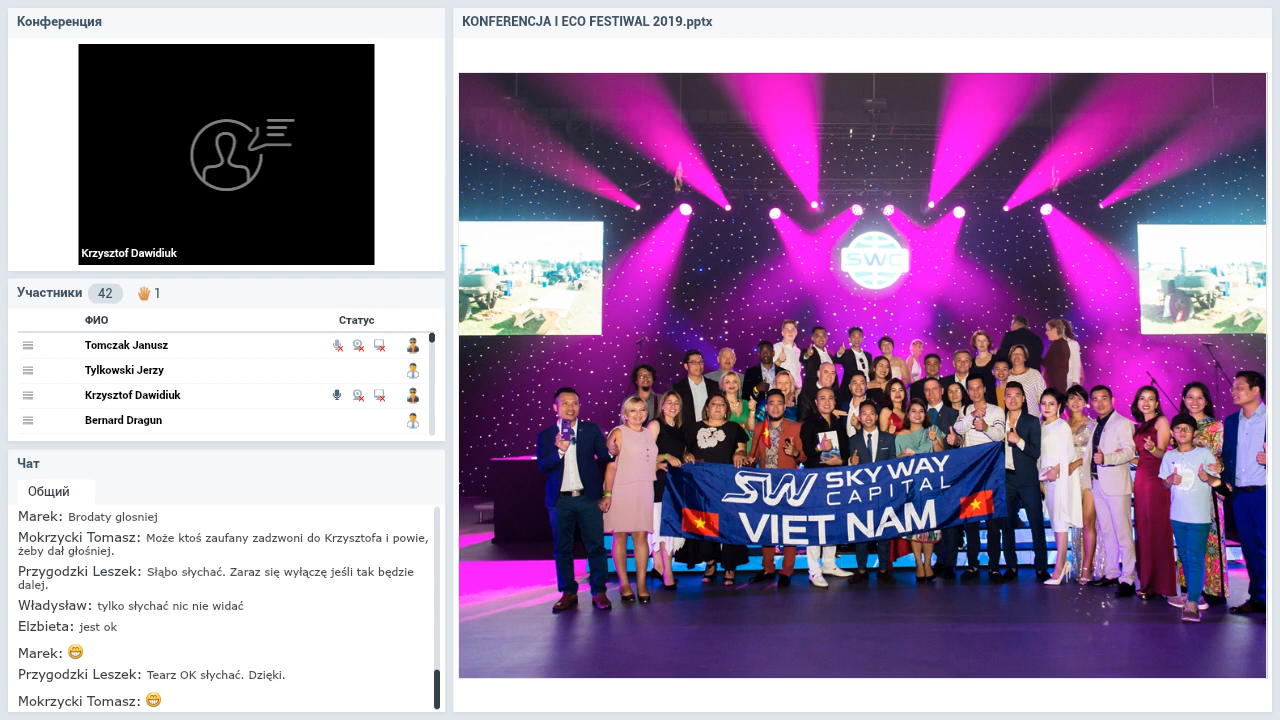 Конференция
Krzysztof Dawidiuk
Участники 42 1
ФИО Статус
Tomczak Janusz
Tylkowski Jerzy
Krzysztof Dawidiuk
Bernard Dragun
Чат
Общий
Marek: Brodaty glosniej
Mokrzycki Tomasz: Może ktoś zaufany zadzwoni do Krzysztofa i powie,
żeby dał głośniej.
Przygodzki Leszek: Słąbo słychać. Zaraz się wyłączę jeśli tak będzie
dalej.
Władysław: tylko słychać nic nie widać
Elzbieta: jest ok
Marek:
Przygodzki Leszek: Tearz OK słychać. Dzięki.
Mokrzycki Tomasz:
KONFERENCJA I ECO FESTIWAL 2019.pptx
SWC
SW SKY WAY
CAPITAL
VIET NAM